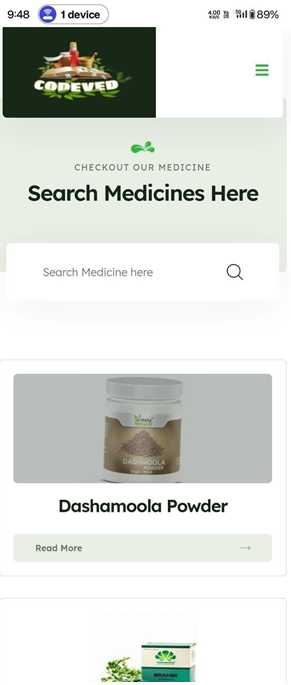 9:48
1 device
4.00
5G
89%
CODEVED
CHECKOUT OUR MEDICINE
Search Medicines Here
Search Medicine here
DASHAMOOLA
POWDER
Dashamoola Powder
Read More
BRAHMI